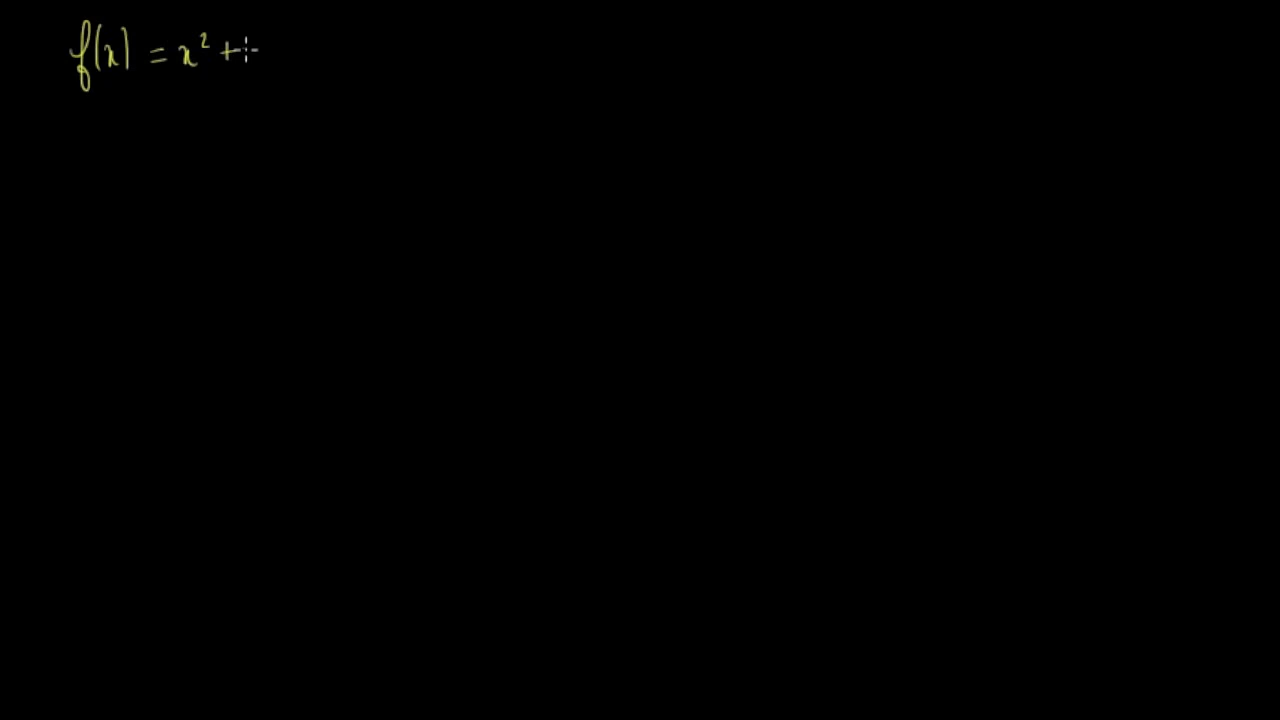 f(x) = x² +